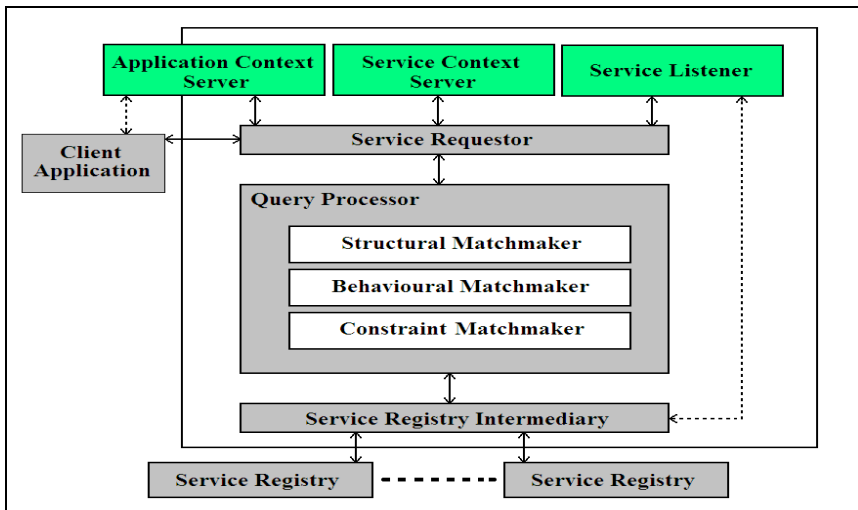 Application Context
Server
Service Context
Server
Service Listener
Client
Application
Service Requestor
Query Processor
Structural Matchmaker
Behavioural Matchmaker
Constraint Matchmaker
Service Registry Intermediary
Service Registry
Service Registry